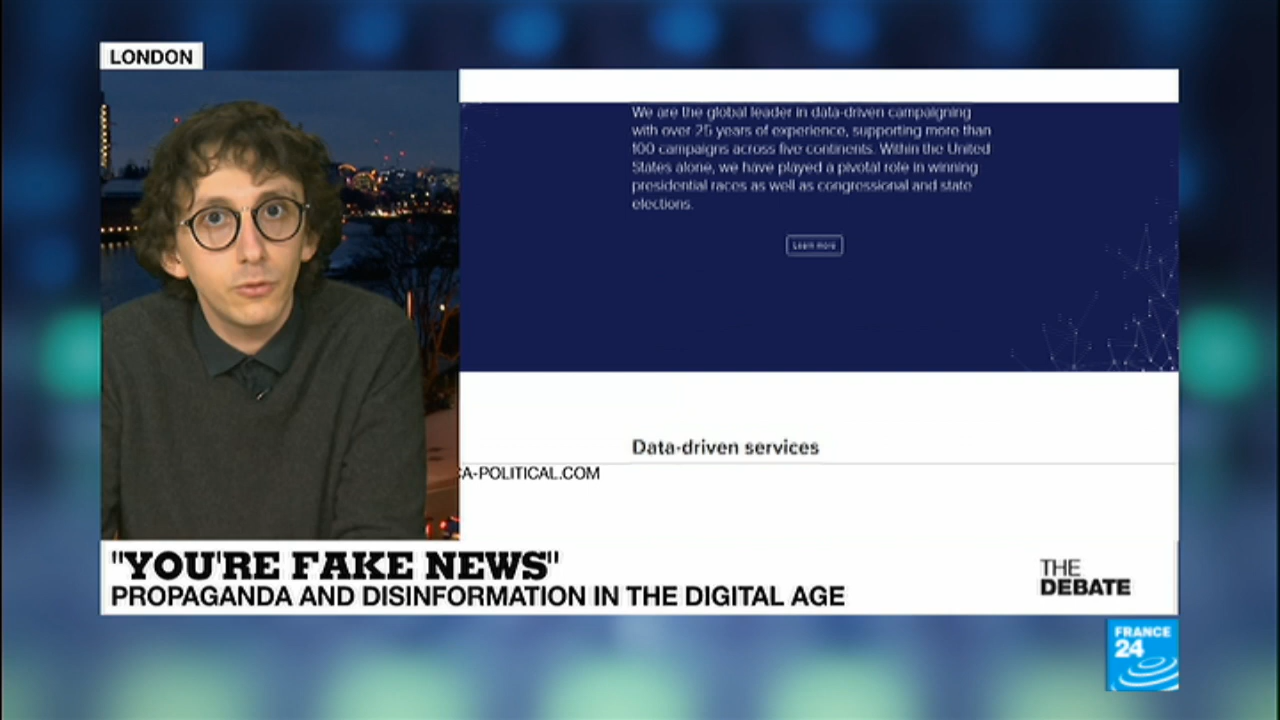 LONDON
We are the global leader in data-driven campaigning
with over 25 years of experience, supporting more than
100 campaigns across five continents. Within the United
States alone, we have played a pivotal role in winning
presidential races as well as congressional and state
elections.
Learn more
Data-driven services
CA-POLITICAL.COM
"YOU'RE FAKE NEWS"
PROPAGANDA AND DISINFORMATION IN THE DIGITAL AGE
THE
DEBATE
FRANCE
24